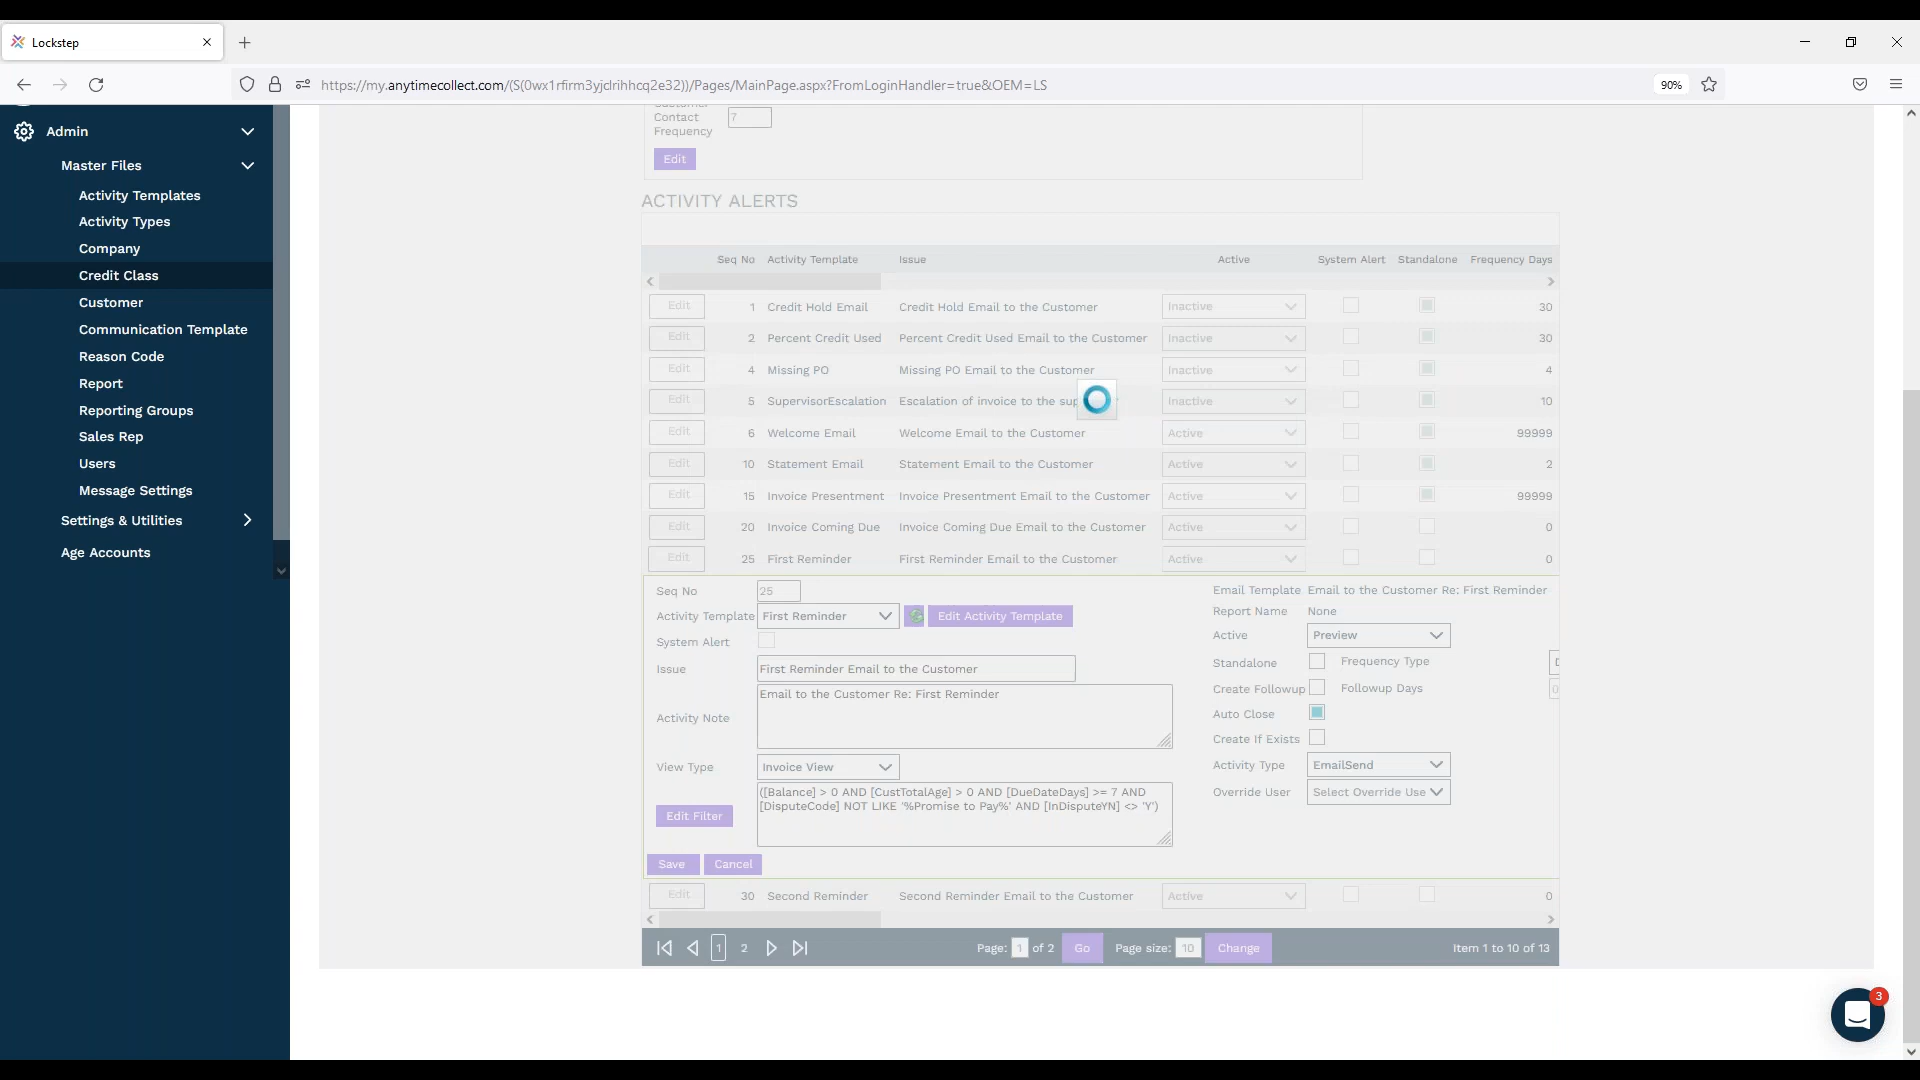 Lockstep
https://my.anytimecollect.com/(S(0wx1rfirm3yjclrihhcq2e32))/Pages/MainPage.aspx?FromLoginHandler=true&OEM=LS
90%
Admin
Master Files
Activity Templates
Activity Types
Company
Credit Class
Customer
Communication Template
Reason Code
Report
Reporting Groups
Sales Rep
Users
Message Settings
Settings & Utilities
Age Accounts
Contact
Frequency
7
Edit
ACTIVITY ALERTS
Seq No Activity Template Issue Active System Alert Standalone Frequency Days
Edit 1 Credit Hold Email Credit Hold Email to the Customer Inactive 30
Edit 2 Percent Credit Used Percent Credit Used Email to the Customer Inactive 30
Edit 4 Missing PO Missing PO Email to the Customer Inactive 4
Edit 5 SupervisorEscalation Escalation of invoice to the Inactive 10
Edit 6 Welcome Email Welcome Email to the Customer Active 99999
Edit 10 Statement Email Statement Email to the Customer Active 2
Edit 15 Invoice Presentment Invoice Presentment Email to the Customer Active 99999
Edit 20 Invoice Coming Due Invoice Coming Due Email to the Customer Active 0
Edit 25 First Reminder First Reminder Email to the Customer Active 0
Seq No 25
Activity Template First Reminder Edit Activity Template
System Alert
Issue First Reminder Email to the Customer
Activity Note Email to the Customer Re: First Reminder
View Type Invoice View
Edit Filter
([Balance] > 0 AND [CustTotalAge] > 0 AND [DueDateDays] >= 7 AND
[DisputeCode] NOT LIKE '%Promise to Pay%' AND [InDisputeYN] <> 'Y')
Save Cancel
Email Template Email to the Customer Re: First Reminder
Report Name None
Active Preview
Standalone Frequency Type
Create Followup Followup Days
Auto Close
Create If Exists
Activity Type EmailSend
Override User Select Override Use
Edit 30 Second Reminder Second Reminder Email to the Customer Active 0
1 2 Page: 1 of 2 Go Page size: 10 Change Item 1 to 10 of 13
3